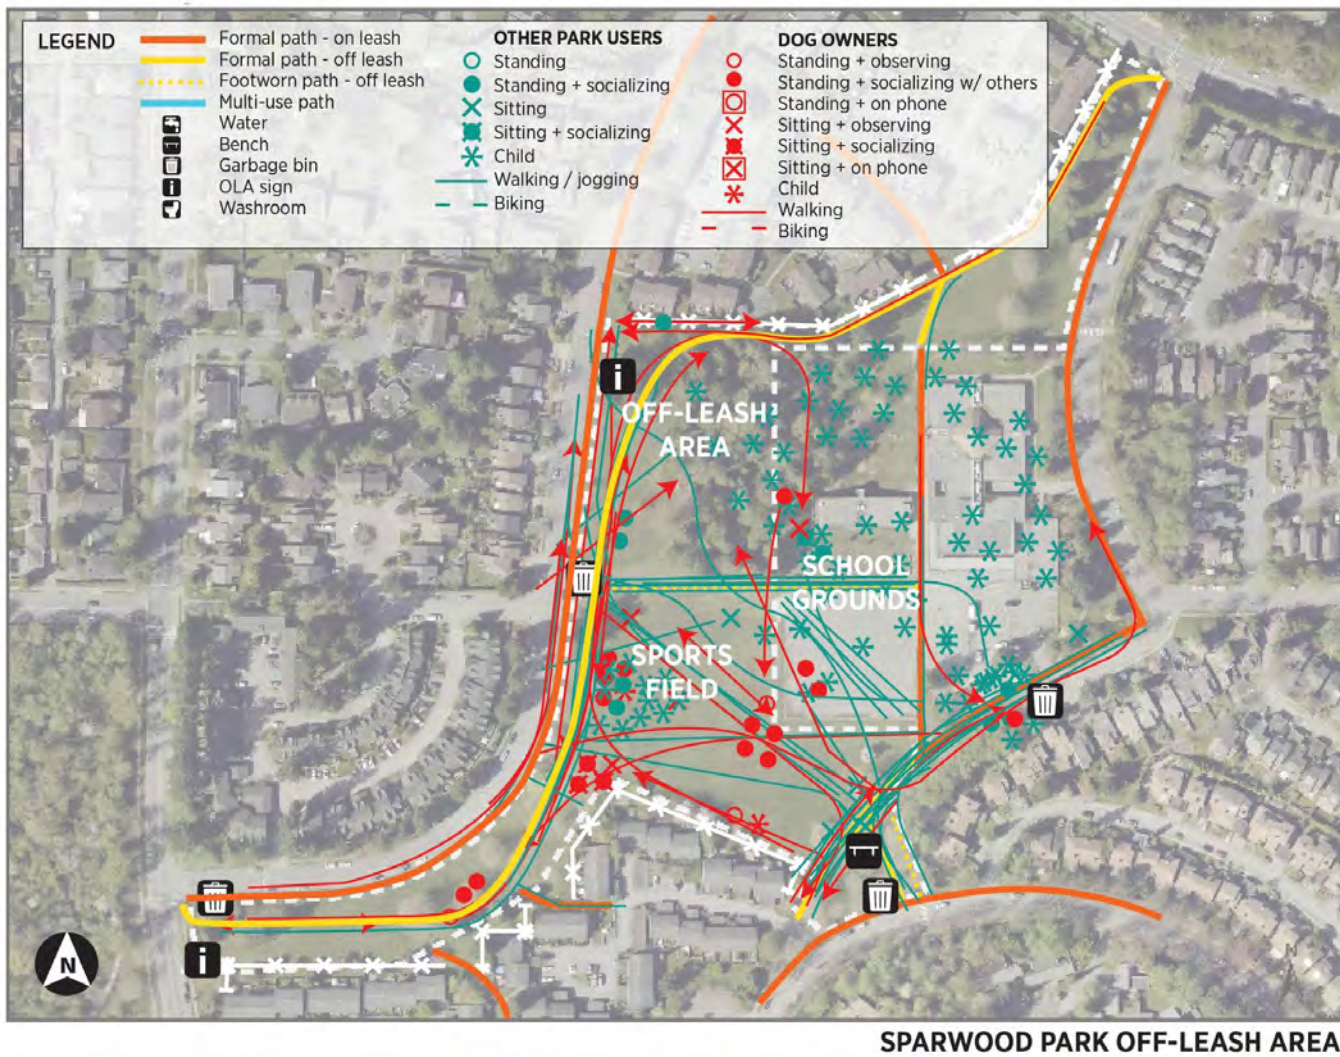 LEGEND
Formal path - on leash
Formal path - off leash
Footworn path - off leash
Multi-use path
Water
Bench
Garbage bin
OLA sign
Washroom
OTHER PARK USERS
Standing
Standing + socializing
Sitting
Sitting + socializing
Child
Walking / jogging
Biking
DOG OWNERS
Standing + observing
Standing + socializing w/ others
Standing + on phone
Sitting + observing
Sitting + socializing
Sitting + on phone
Child
Walking
Biking
i
OFF-LEASH
AREA
SCHOOL
GROUNDS
SPORTS
FIELD
i
N
SPARWOOD PARK OFF-LEASH AREA